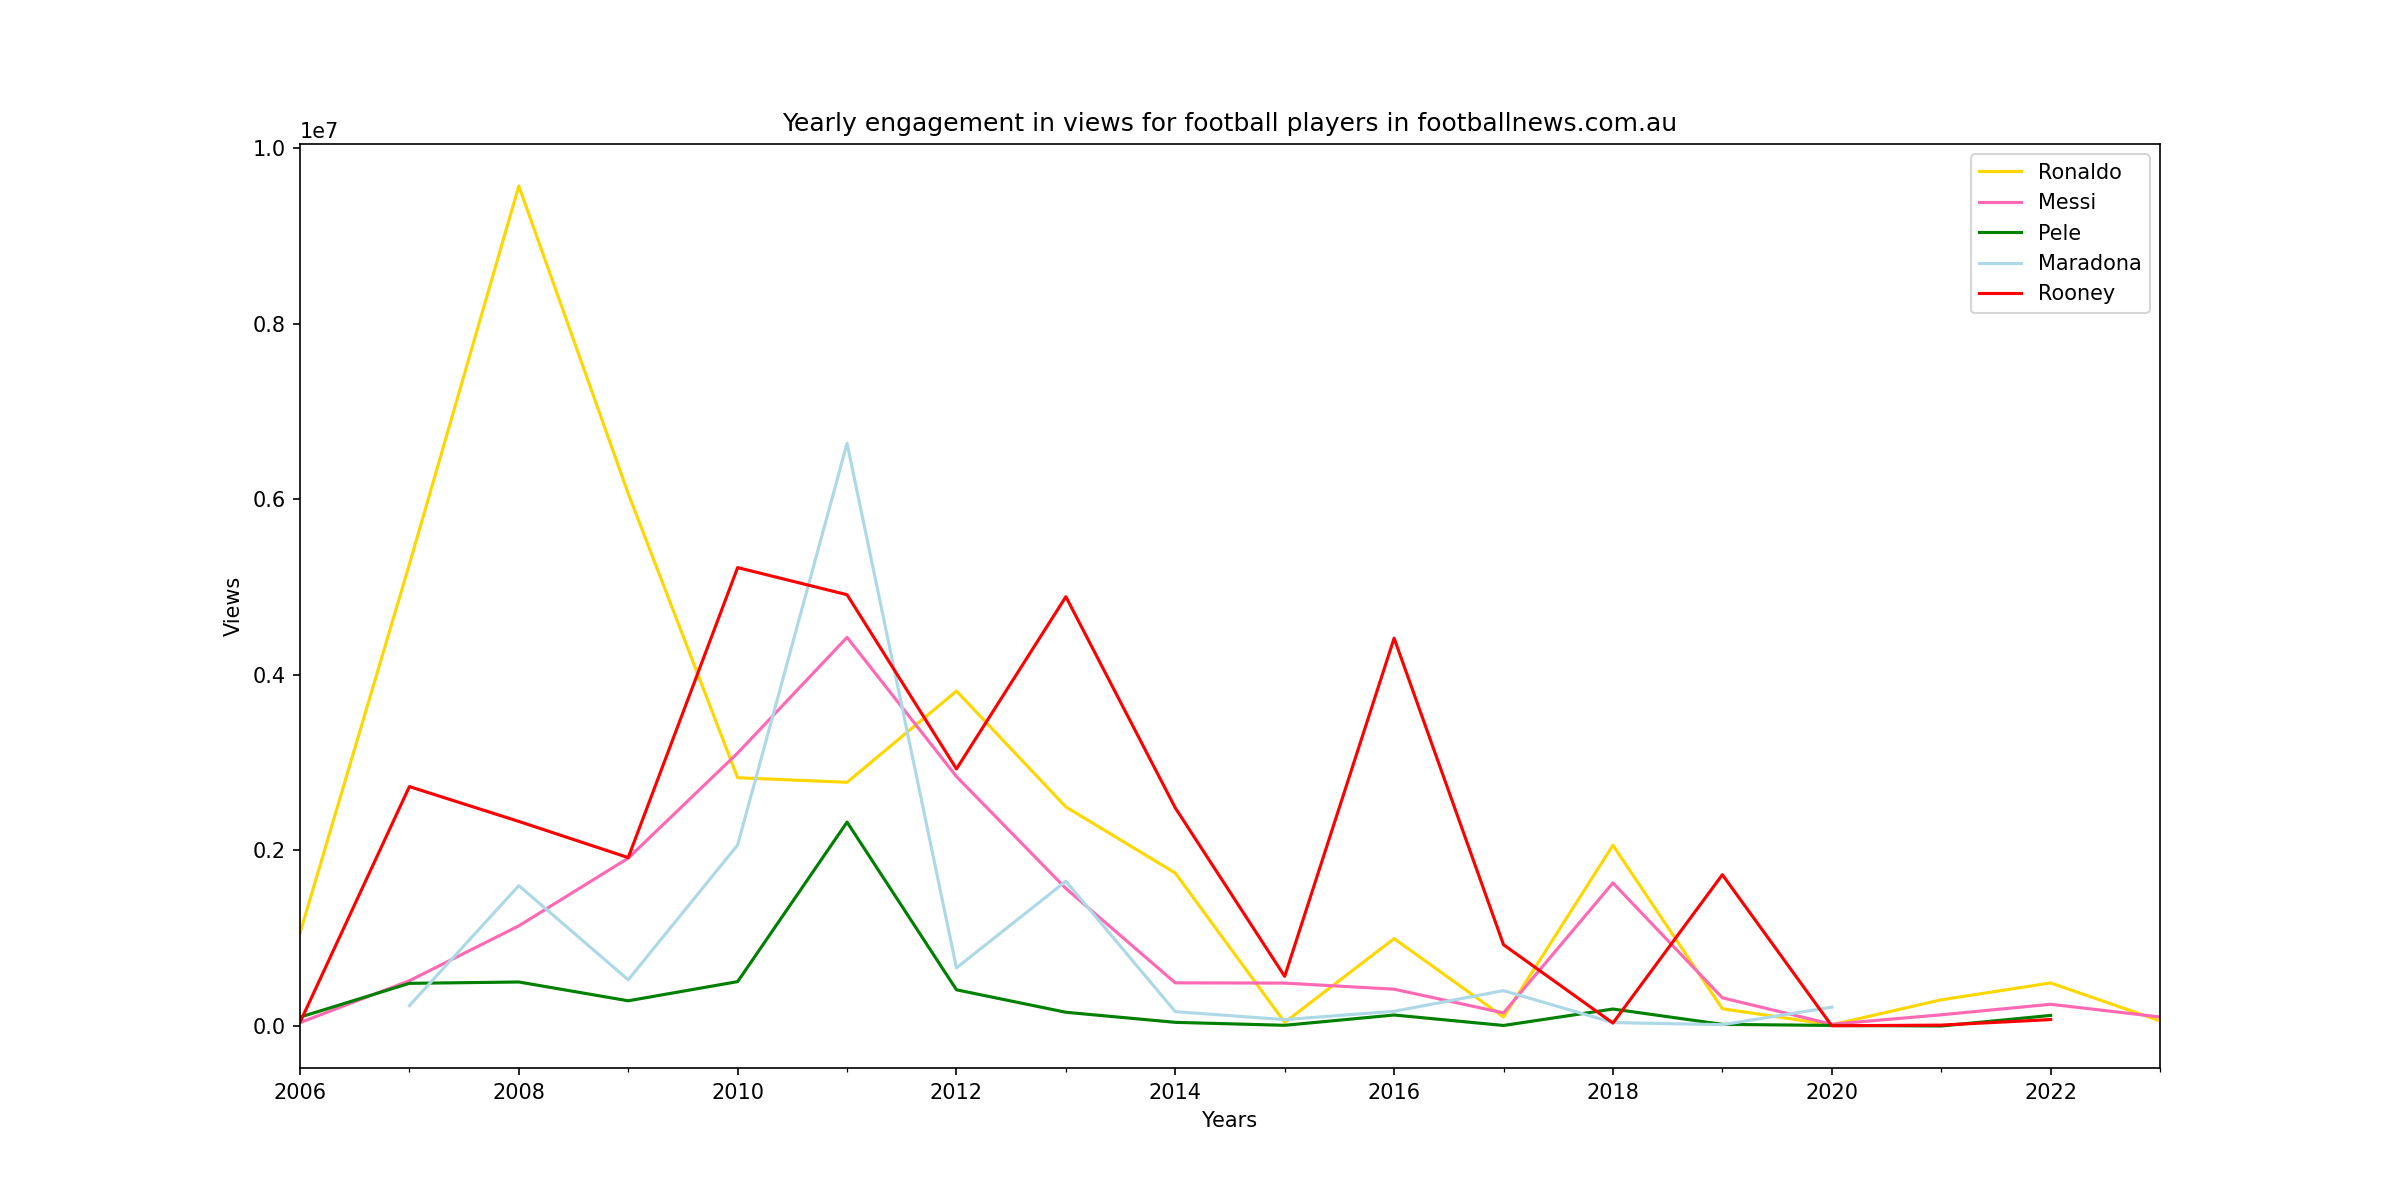 Yearly engagement in views for football players in footballnews.com.au
1e7
1.0
0.8
0.6
0.4
0.2
0.0
Views
Ronaldo
Messi
Pele
Maradona
Rooney
2006 2008 2010 2012 2014 2016 2018 2020 2022
Years